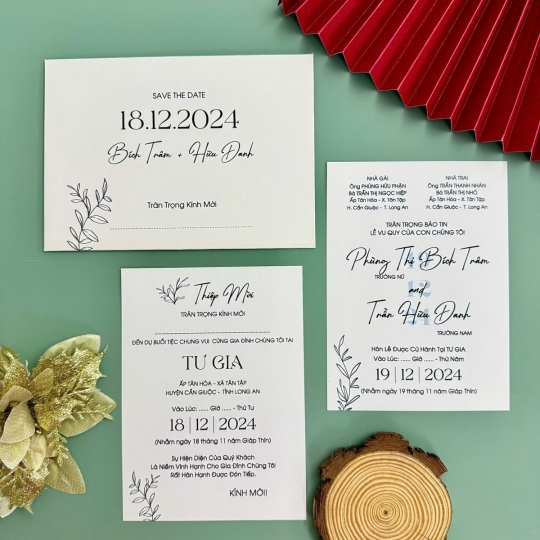 SAVE THE DATE
18.12.2024
Bích Trâm + Hữu Danh
Trân Trọng Kính Mời
NHÀ GÁI
Ông PHÙNG HỮU PHẬN
Bà TRẦN THỊ NGỌC HIỆP
Ấp Tân Hòa - X. Tân Tập
H. Cần Giuộc - T. Long An
NHÀ TRAI
Ông TRẦN THANH NHÀN
Bà TRẦN THỊ NHỎ
Ấp Tân Hòa - X. Tân Tập
H. Cần Giuộc - T. Long An
TRÂN TRỌNG BÁO TIN
LỄ VU QUY CỦA CON CHÚNG TÔI
Phùng Thị Bích Trâm
TRƯỞNG NỮ
12
and
24
Trần Hữu Danh
TRƯỞNG NAM
Hôn Lễ Được Cử Hành Tại TƯ GIA
Vào Lúc: ...... Giờ ...... - Thứ Năm
19 | 12 | 2024
(Nhằm ngày 19 tháng 11 năm Giáp Thìn)
Thiệp Mời
TRÂN TRỌNG KÍNH MỜI
ĐẾN DỰ BUỔI TIỆC CHUNG VUI CÙNG GIA ĐÌNH CHÚNG TÔI TẠI
TƯ GIA
ẤP TÂN HÒA - XÃ TÂN TẬP
HUYỆN CẦN GIUỘC - TỈNH LONG AN
Vào Lúc: ...... Giờ ...... - Thứ Tư
18 | 12 | 2024
(Nhằm ngày 18 tháng 11 năm Giáp Thìn)
Sự Hiện Diện Của Quý Khách
Là Niềm Vinh Hạnh Cho Gia Đình Chúng Tôi
Rất Hân Hạnh Được Đón Tiếp.
KÍNH MỜI!